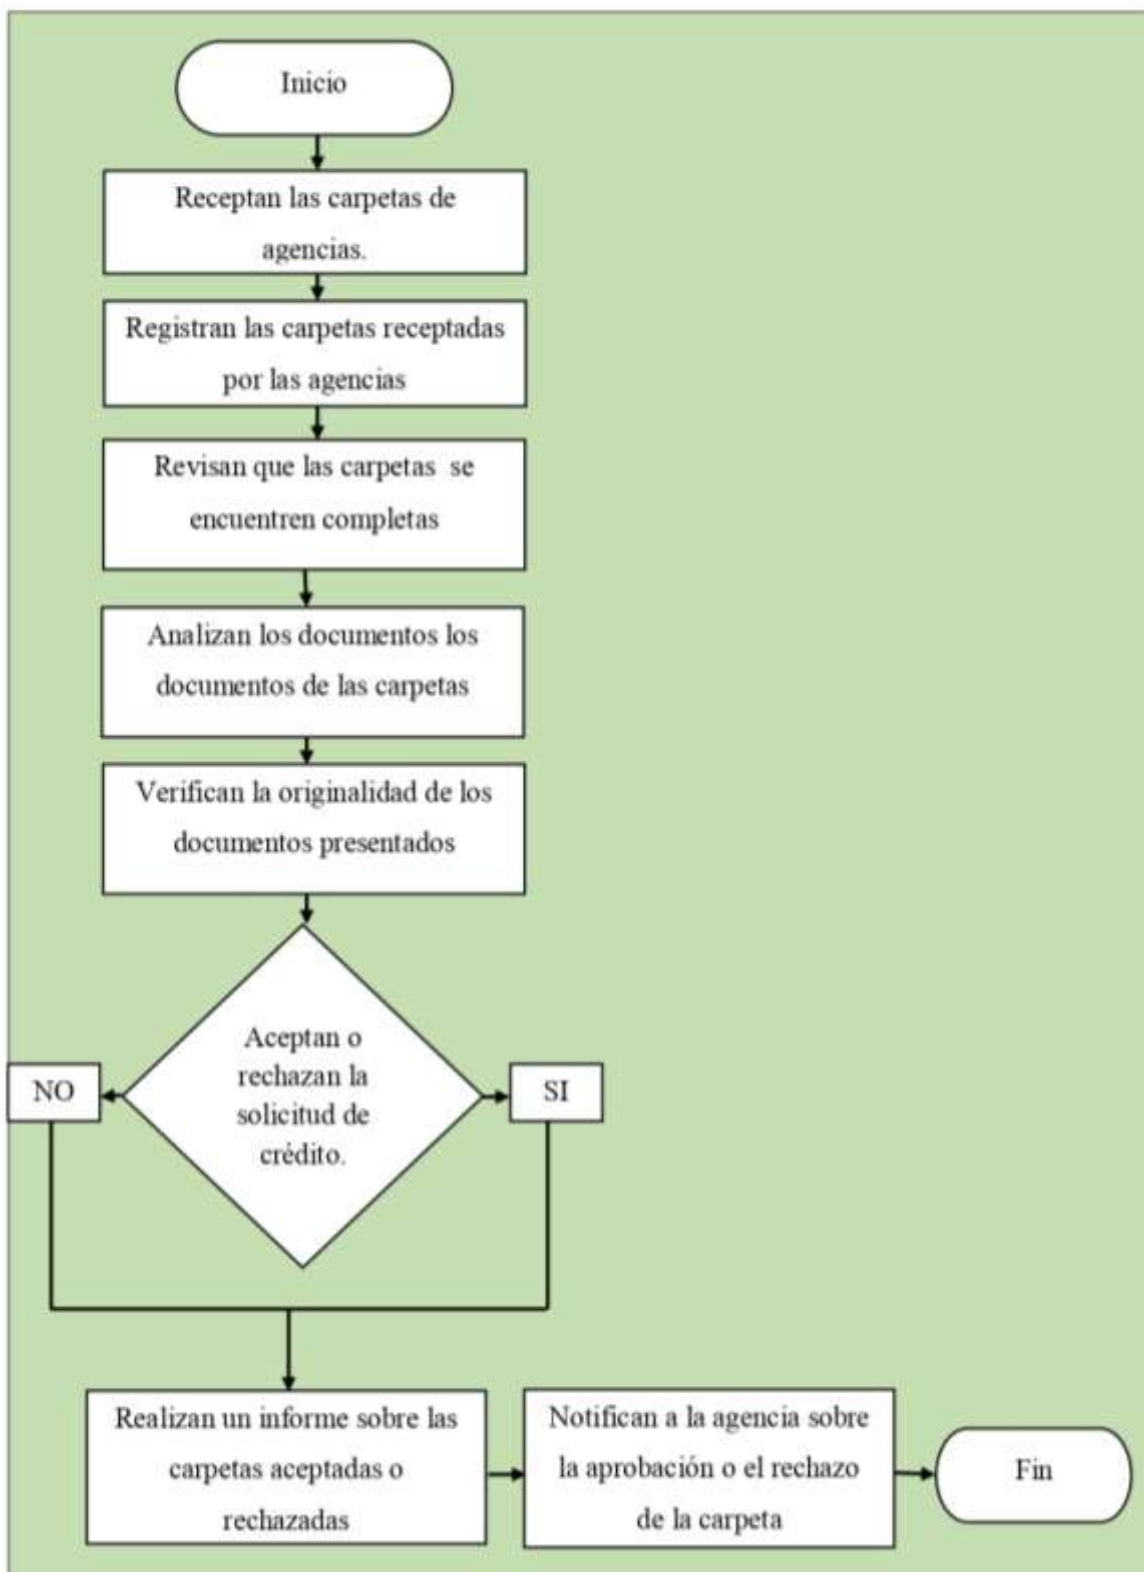 Inicio
Receptan las carpetas de
agencias.
Registran las carpetas receptadas
por las agencias
Revisan que las carpetas se
encuentren completas
Analizan los documentos los
documentos de las carpetas
Verifican la originalidad de los
documentos presentados
Aceptan o
rechazan la
solicitud de
crédito.
NO
SI
Realizan un informe sobre las
carpetas aceptadas o
rechazadas
Notifican a la agencia sobre
la aprobación o el rechazo
de la carpeta
Fin